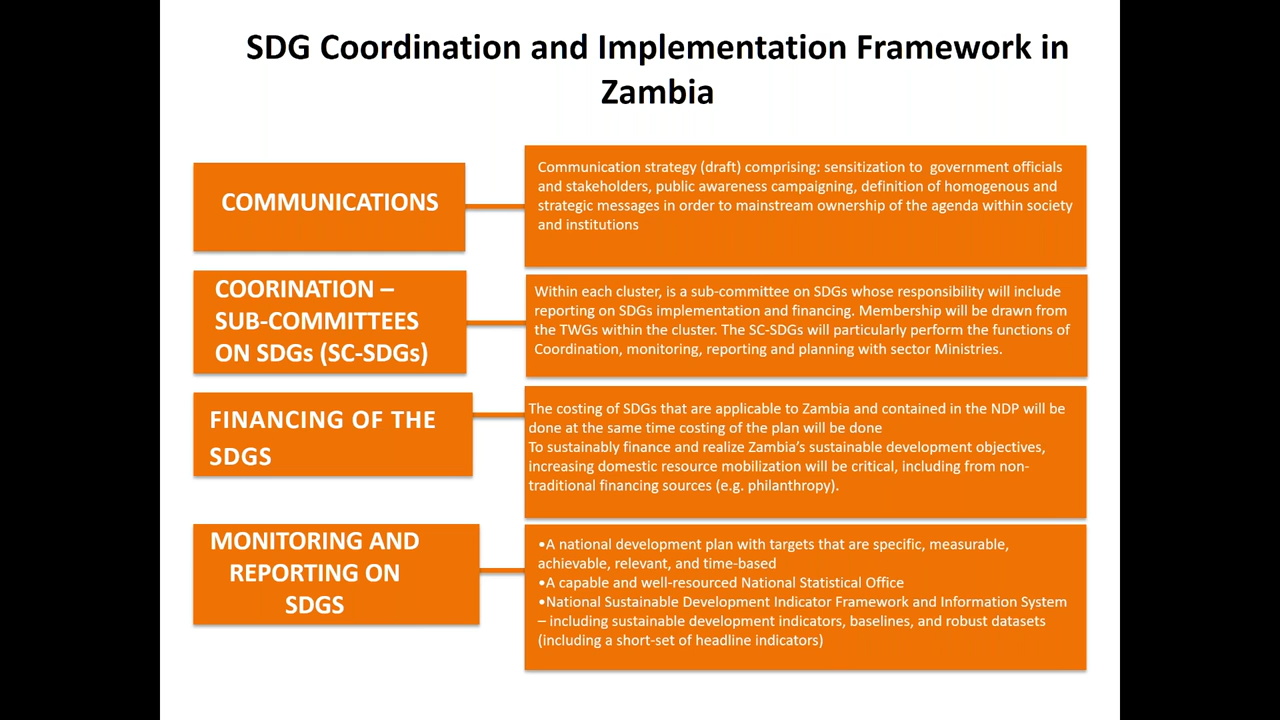 SDG Coordination and Implementation Framework in
Zambia
COMMUNICATIONS
Communication strategy (draft) comprising: sensitization to  government officials
and stakeholders, public awareness campaigning, definition of homogenous and
strategic messages in order to mainstream ownership of the agenda within society
and institutions
COORINATION –
SUB-COMMITTEES
ON SDGs (SC-SDGs)
Within each cluster, is a sub-committee on SDGs whose responsibility will include
reporting on SDGs implementation and financing. Membership will be drawn from
the TWGs within the cluster. The SC-SDGs will particularly perform the functions of
Coordination, monitoring, reporting and planning with sector Ministries.
FINANCING OF THE
SDGS
The costing of SDGs that are applicable to Zambia and contained in the NDP will be
done at the same time costing of the plan will be done
To sustainably finance and realize Zambia’s sustainable development objectives,
increasing domestic resource mobilization will be critical, including from non-
traditional financing sources (e.g. philanthropy).
MONITORING AND
REPORTING ON
SDGS
•A national development plan with targets that are specific, measurable,
achievable, relevant, and time-based
•A capable and well-resourced National Statistical Office
•National Sustainable Development Indicator Framework and Information System
– including sustainable development indicators, baselines, and robust datasets
(including a short-set of headline indicators)